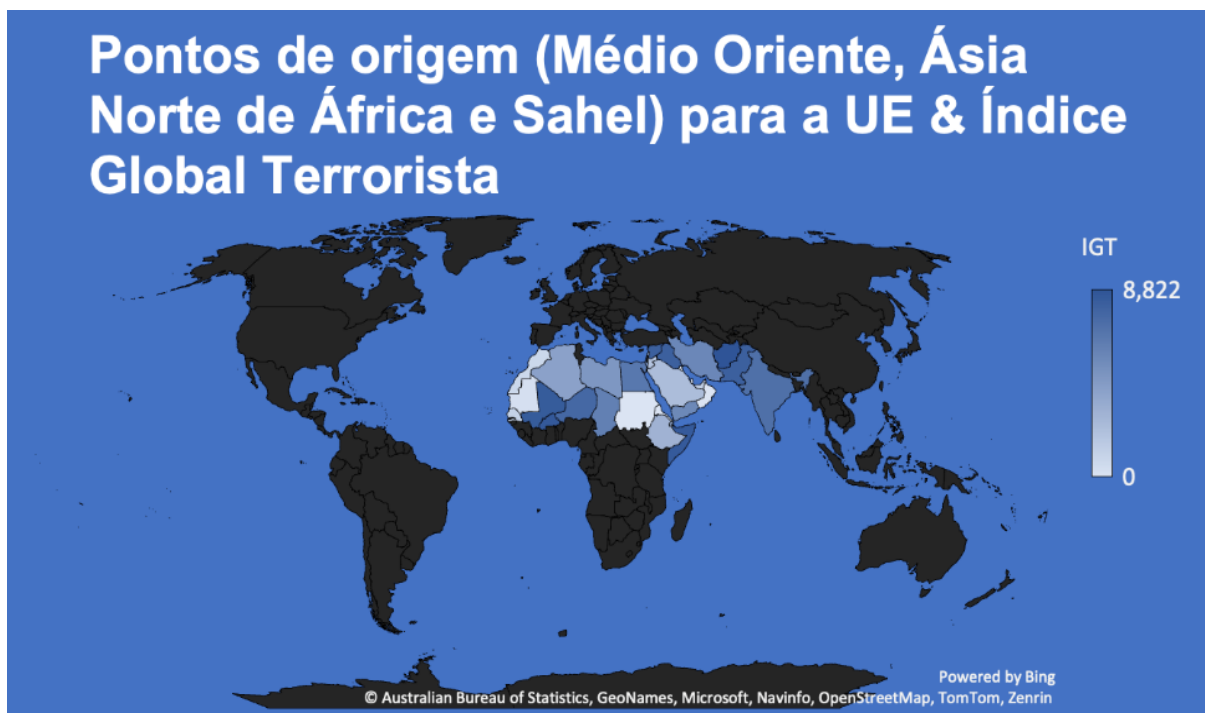 Pontos de origem (Médio Oriente, Ásia
Norte de África e Sahel) para a UE & Índice
Global Terrorista
IGT
8,822
0
Powered by Bing
© Australian Bureau of Statistics, GeoNames, Microsoft, Navinfo, OpenStreetMap, TomTom, Zenrin